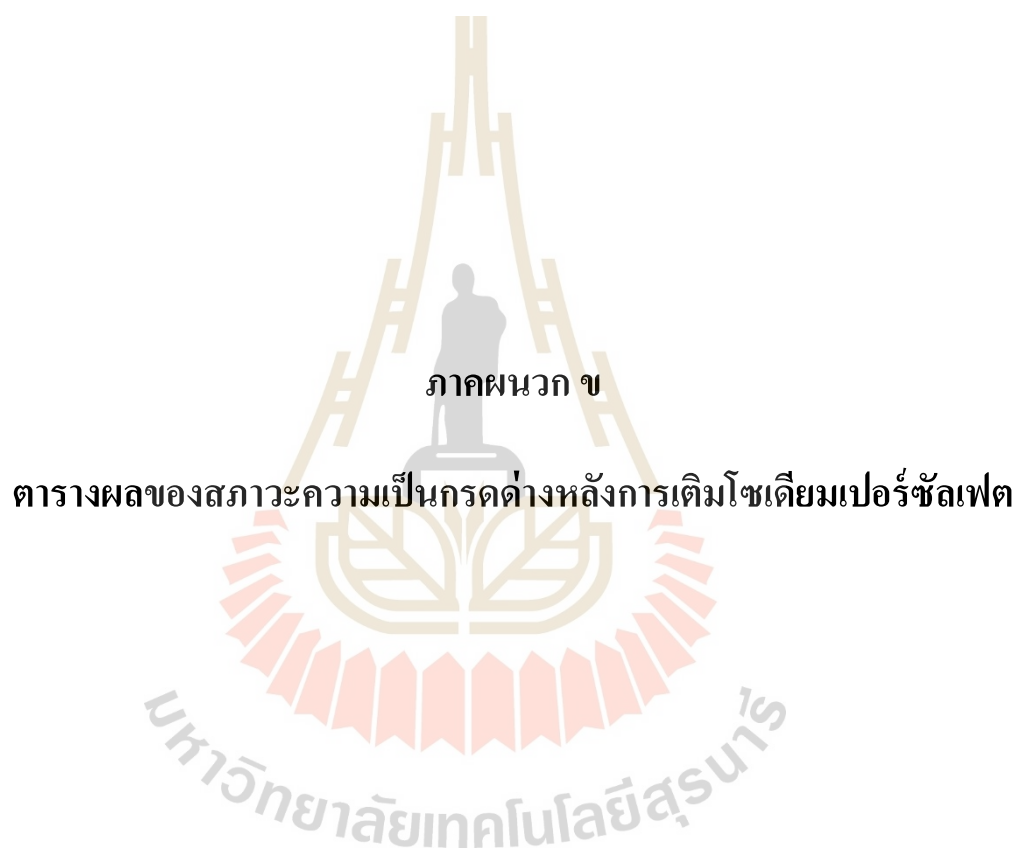 ภาคผนวก ข
ตารางผลของสภาวะความเป็นกรดด่างหลังการเติมโซเดียมเปอร์ซัลเฟต
มหาวิทยาลัยเทคโนโลยีสุรนารี